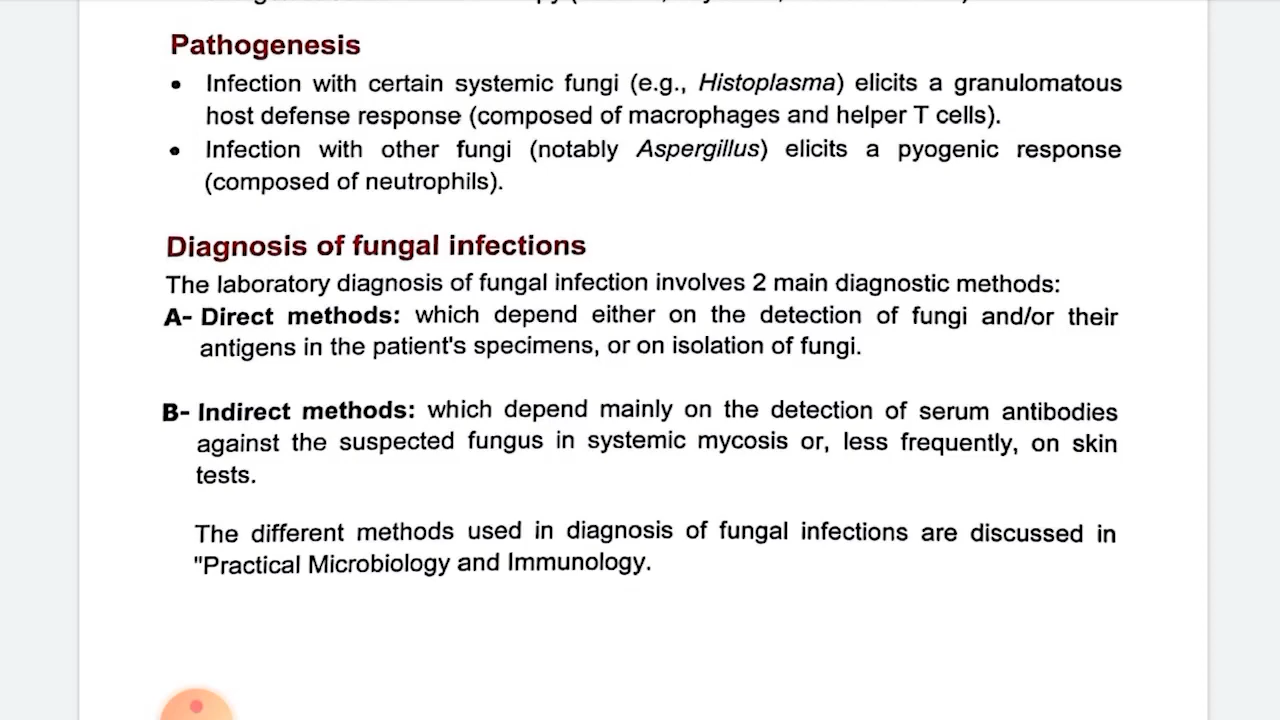 Pathogenesis
• Infection with certain systemic fungi (e.g., Histoplasma) elicits a granulomatous
host defense response (composed of macrophages and helper T cells).
• Infection with other fungi (notably Aspergillus) elicits a pyogenic response
(composed of neutrophils).
Diagnosis of fungal infections
The laboratory diagnosis of fungal infection involves 2 main diagnostic methods:
A- Direct methods: which depend either on the detection of fungi and/or their
antigens in the patient's specimens, or on isolation of fungi.
B- Indirect methods: which depend mainly on the detection of serum antibodies
against the suspected fungus in systemic mycosis or, less frequently, on skin
tests.
The different methods used in diagnosis of fungal infections are discussed in
"Practical Microbiology and Immunology.